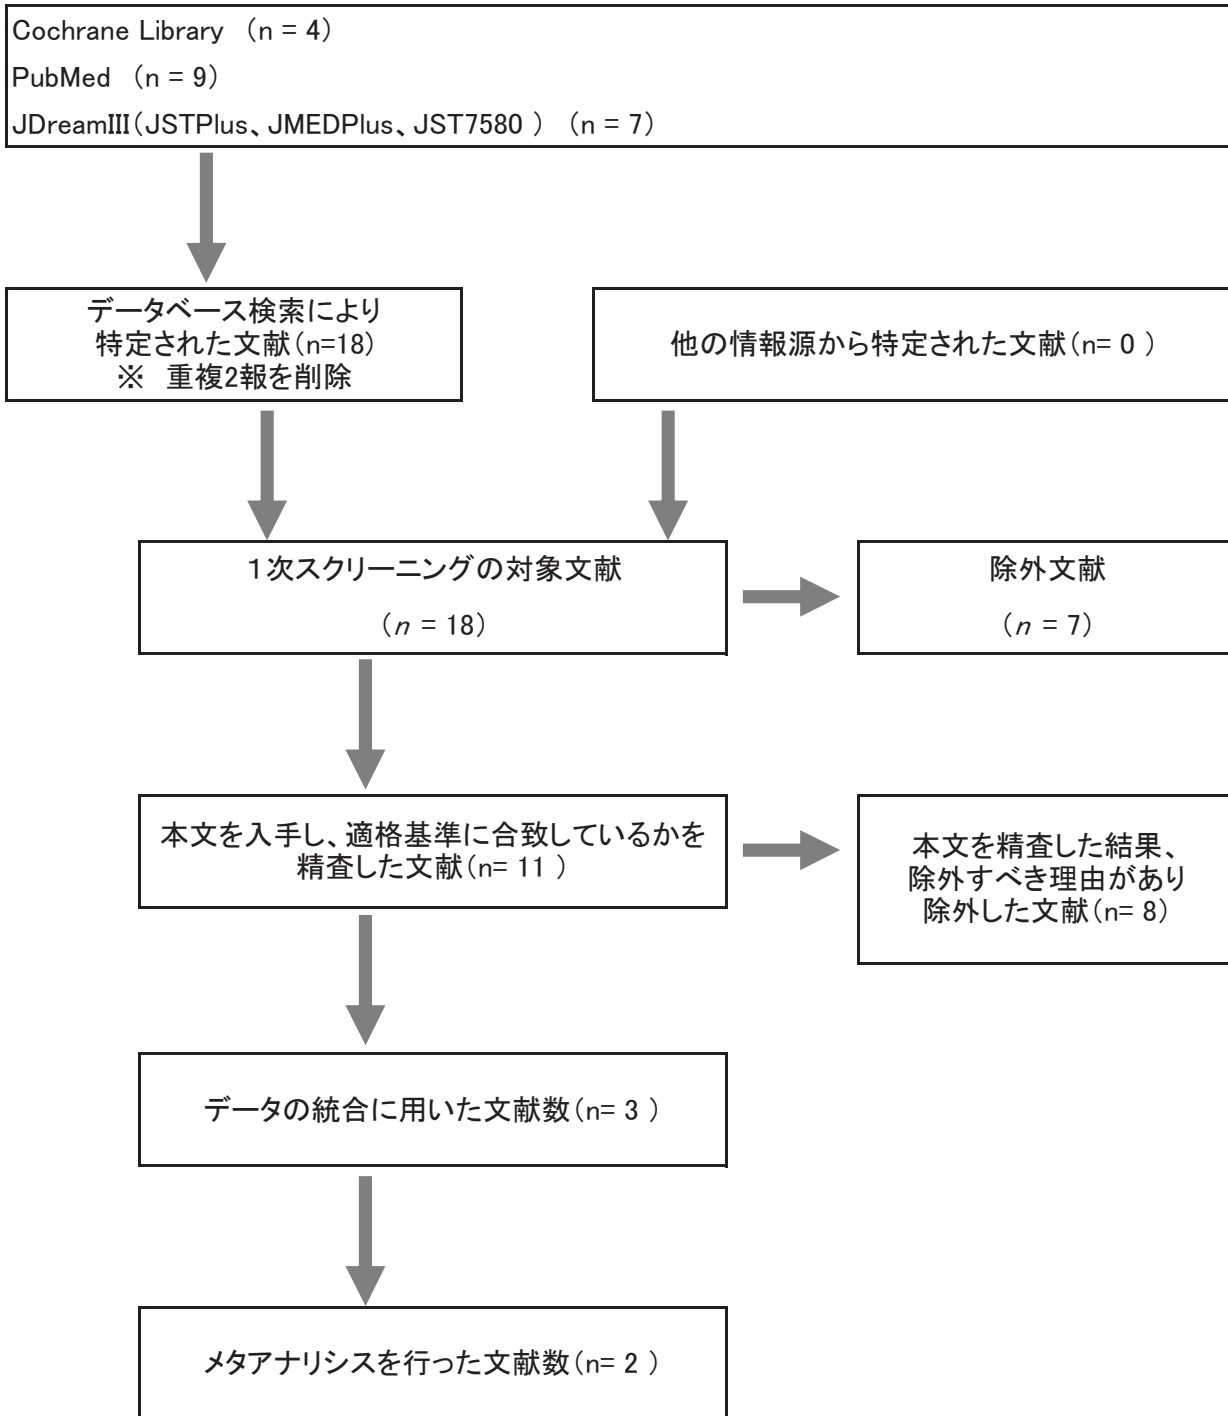 Cochrane Library （n = 4）
PubMed （n = 9）
JDreamIII（JSTPlus、JMEDPlus、JST7580 ） （n = 7）
データベース検索により
特定された文献（n=18）
※　重複2報を削除
他の情報源から特定された文献（n= 0 ）
１次スクリーニングの対象文献
（n = 18）
除外文献
（n = 7）
本文を入手し、適格基準に合致しているかを
精査した文献（n= 11 ）
本文を精査した結果、
除外すべき理由があり
除外した文献（n= 8）
データの統合に用いた文献数（n= 3 ）
メタアナリシスを行った文献数（n= 2 ）